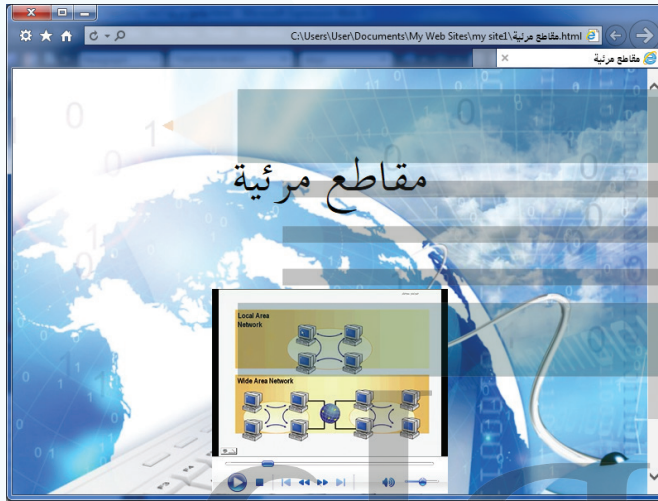 C:\Users\User\Documents\My Web Sites\my site1\مقاطع مرئية.html
مقاطع مرئية
مقاطع مرئية
Local Area
Network
Wide Area Network